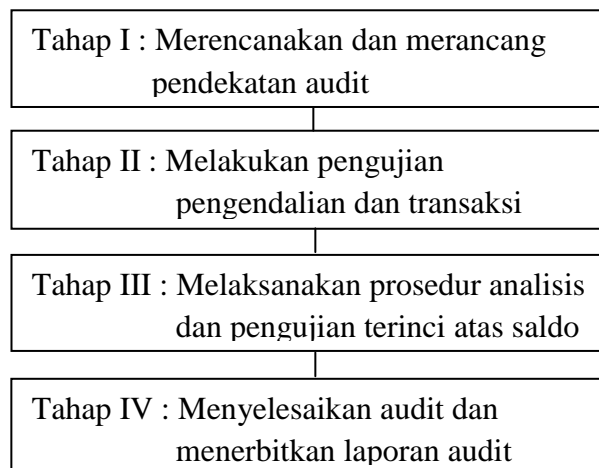 Tahap I : Merencanakan dan merancang
pendekatan audit
Tahap II : Melakukan pengujian
pengendalian dan transaksi
Tahap III : Melaksanakan prosedur analisis
dan pengujian terinci atas saldo
Tahap IV : Menyelesaikan audit dan
menerbitkan laporan audit